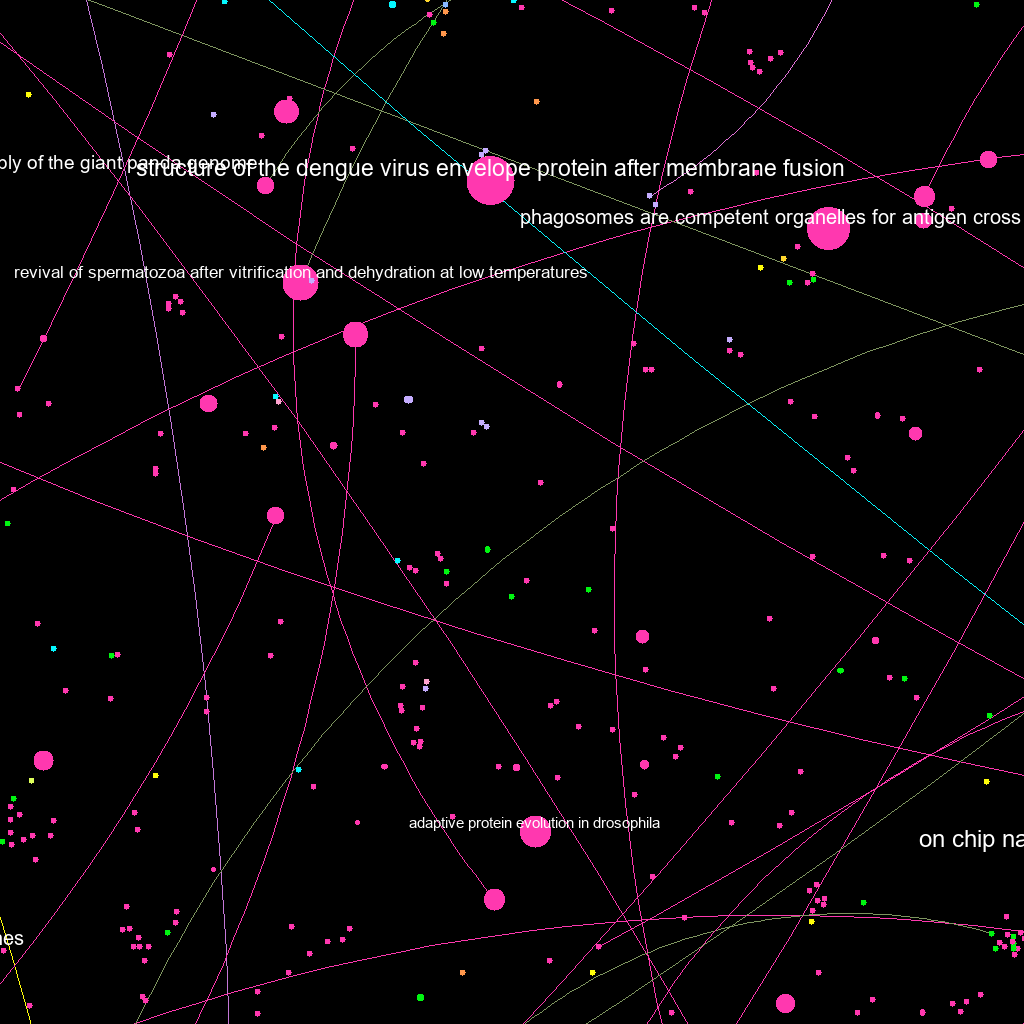 bly of the giant panda genome
structure of the dengue virus envelope protein after membrane fusion
phagosomes are competent organelles for antigen cross
revival of spermatozoa after vitrification and dehydration at low temperatures
adaptive protein evolution in drosophila
on chip na
nes